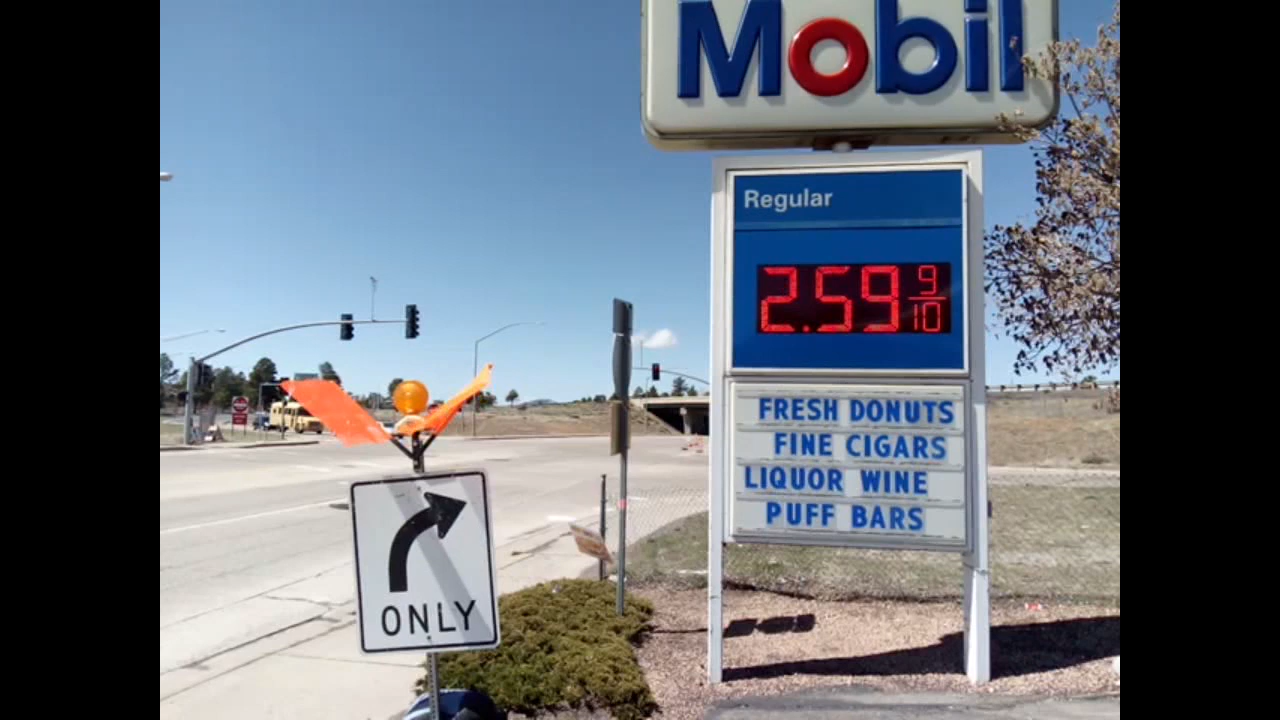 Mobil
Regular
2.59 9/10
FRESH DONUTS
FINE CIGARS
LIQUOR WINE
PUFF BARS
ONLY